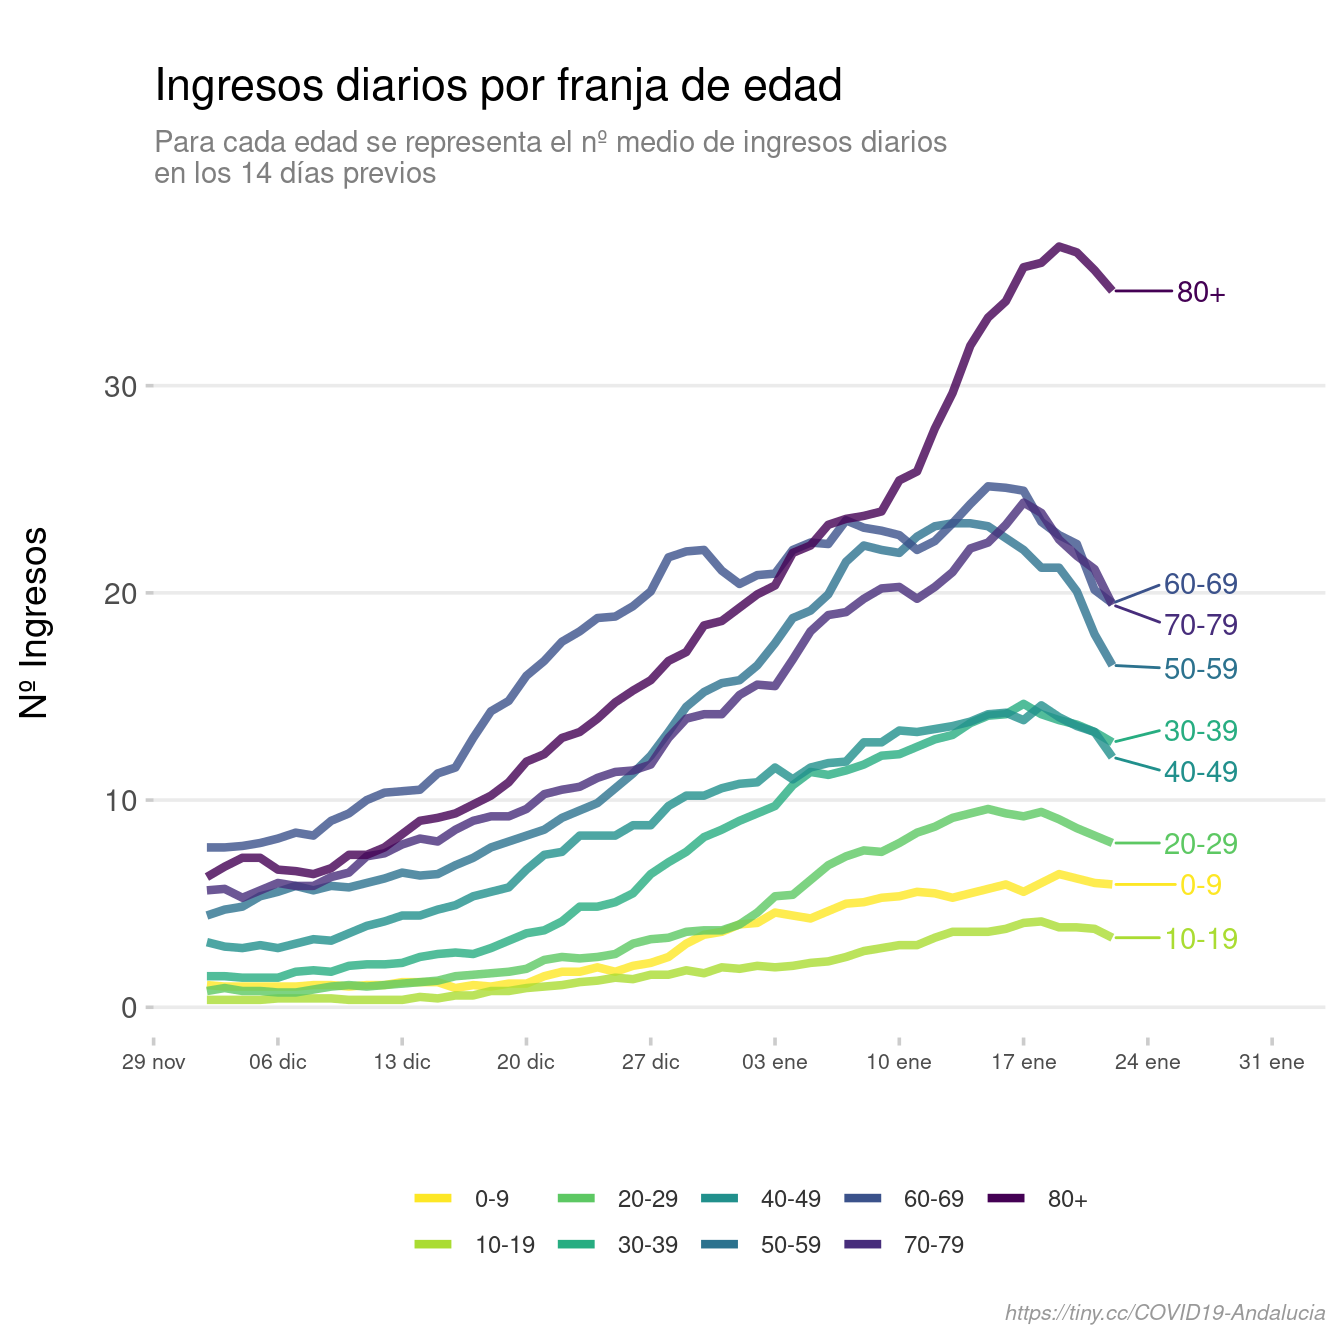 Ingresos diarios por franja de edad
Para cada edad se representa el nº medio de ingresos diarios
en los 14 días previos
Nº Ingresos
30
20
10
0
80+
60-69
70-79
50-59
30-39
40-49
20-29
0-9
10-19
29 nov 06 dic 13 dic 20 dic 27 dic 03 ene 10 ene 17 ene 24 ene 31 ene
0-9 20-29 40-49 60-69 80+
10-19 30-39 50-59 70-79
https://tiny.cc/COVID19-Andalucia